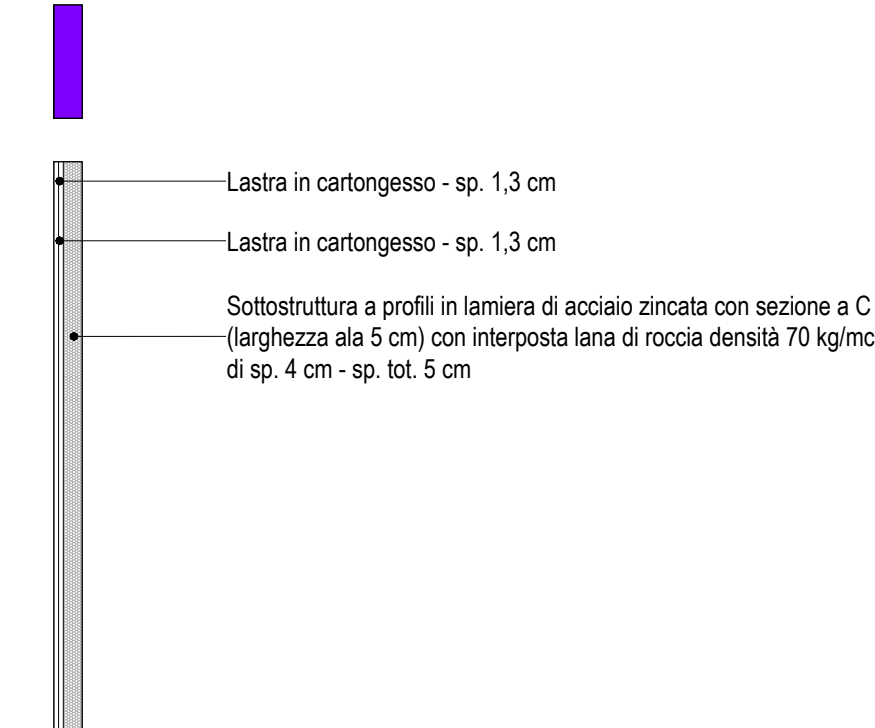 Lastra in cartongesso - sp. 1,3 cm
Lastra in cartongesso - sp. 1,3 cm
Sottostruttura a profili in lamiera di acciaio zincata con sezione a C
(larghezza ala 5 cm) con interposta lana di roccia densità 70 kg/mc
di sp. 4 cm - sp. tot. 5 cm